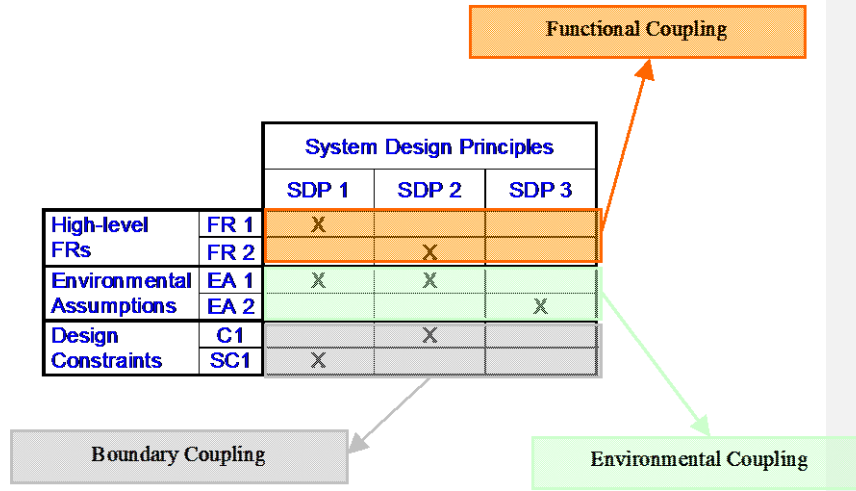 Functional Coupling
System Design Principles
SDP 1 SDP 2 SDP 3
High-level FRs FR 1 X
FR 2 X
Environmental Assumptions EA 1 X X
EA 2 X
Design Constraints C1 X
SC1 X
Boundary Coupling
Environmental Coupling